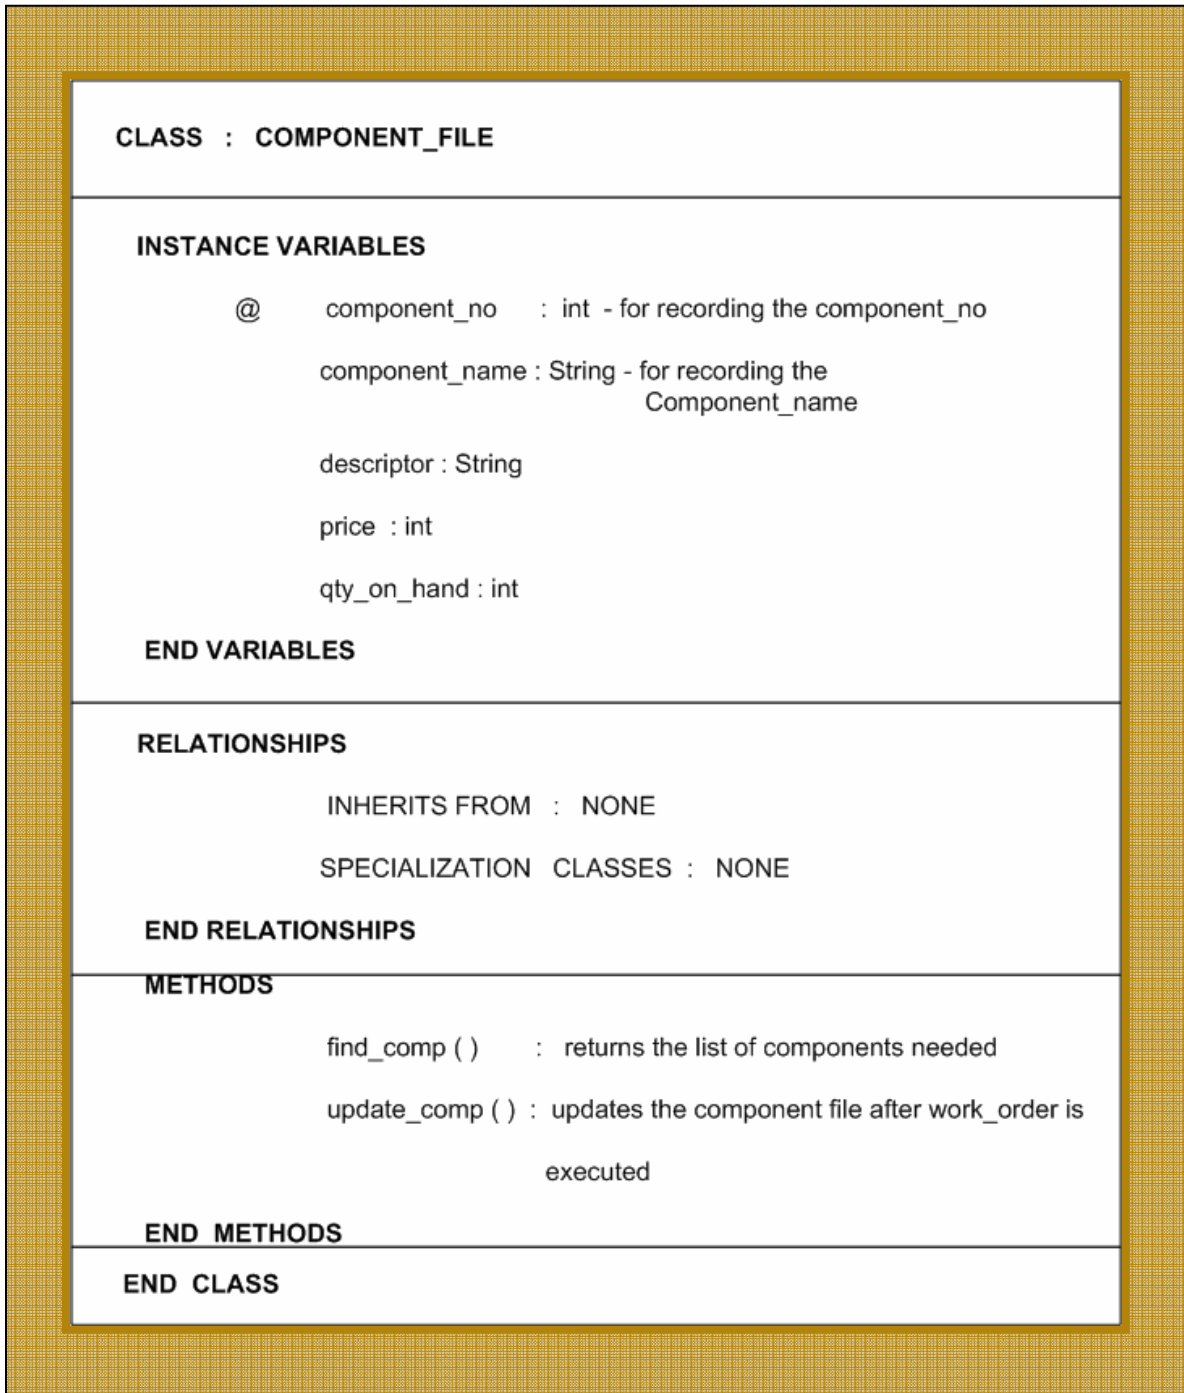 CLASS : COMPONENT_FILE
INSTANCE VARIABLES
@ component_no : int - for recording the component_no
component_name : String - for recording the
Component_name
descriptor : String
price : int
qty_on_hand : int
END VARIABLES
RELATIONSHIPS
INHERITS FROM : NONE
SPECIALIZATION CLASSES : NONE
END RELATIONSHIPS
METHODS
find_comp ( ) : returns the list of components needed
update_comp ( ) : updates the component file after work_order is
executed
END METHODS
END CLASS